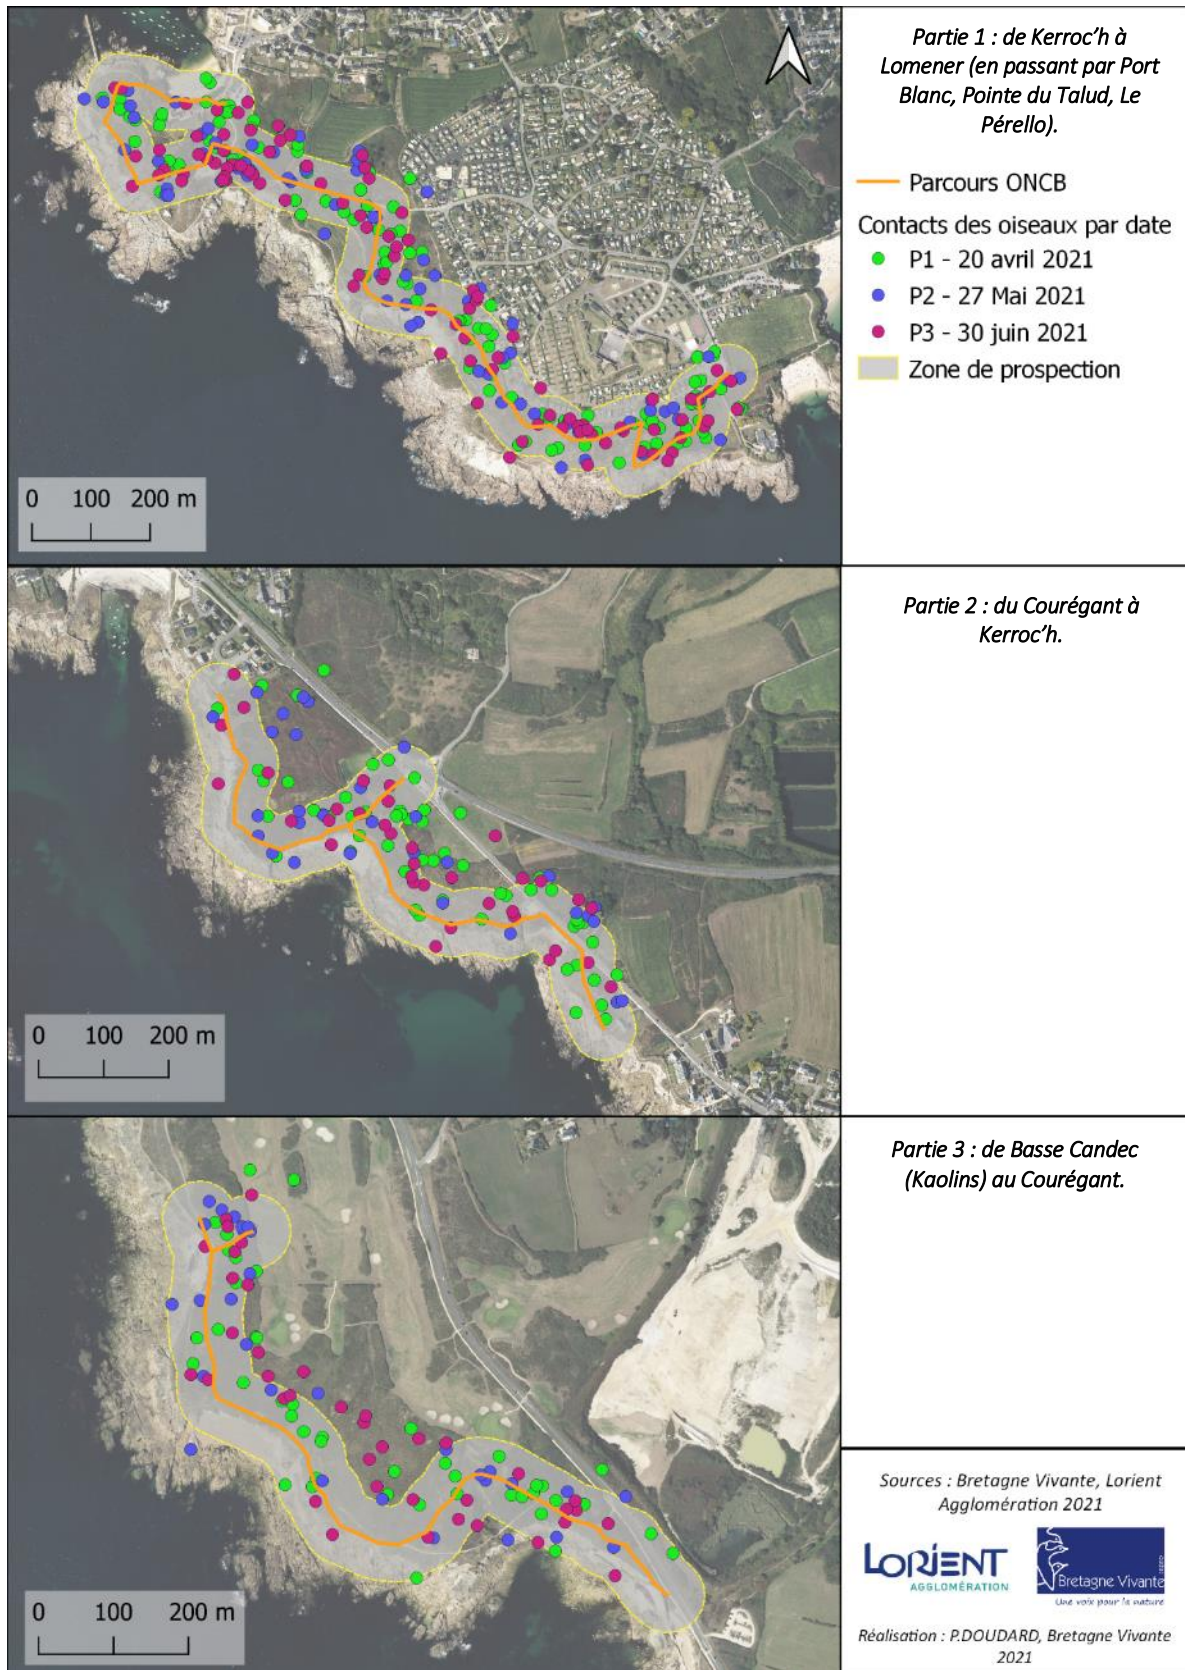 Partie 1 : de Kerroc'h à
Lomener (en passant par Port
Blanc, Pointe du Talud, Le
Pérello).
Parcours ONCB
Contacts des oiseaux par date
P1 - 20 avril 2021
P2 - 27 Mai 2021
P3 - 30 juin 2021
Zone de prospection
0 100 200 m
Partie 2 : du Courégant à
Kerroc'h.
0 100 200 m
Partie 3 : de Basse Candec
(Kaolins) au Courégant.
0 100 200 m
Sources : Bretagne Vivante, Lorient
Agglomération 2021
LORIENT
AGGLOMÉRATION
Bretagne Vivante
Une voix pour la nature
Réalisation : P.DOUDARD, Bretagne Vivante
2021